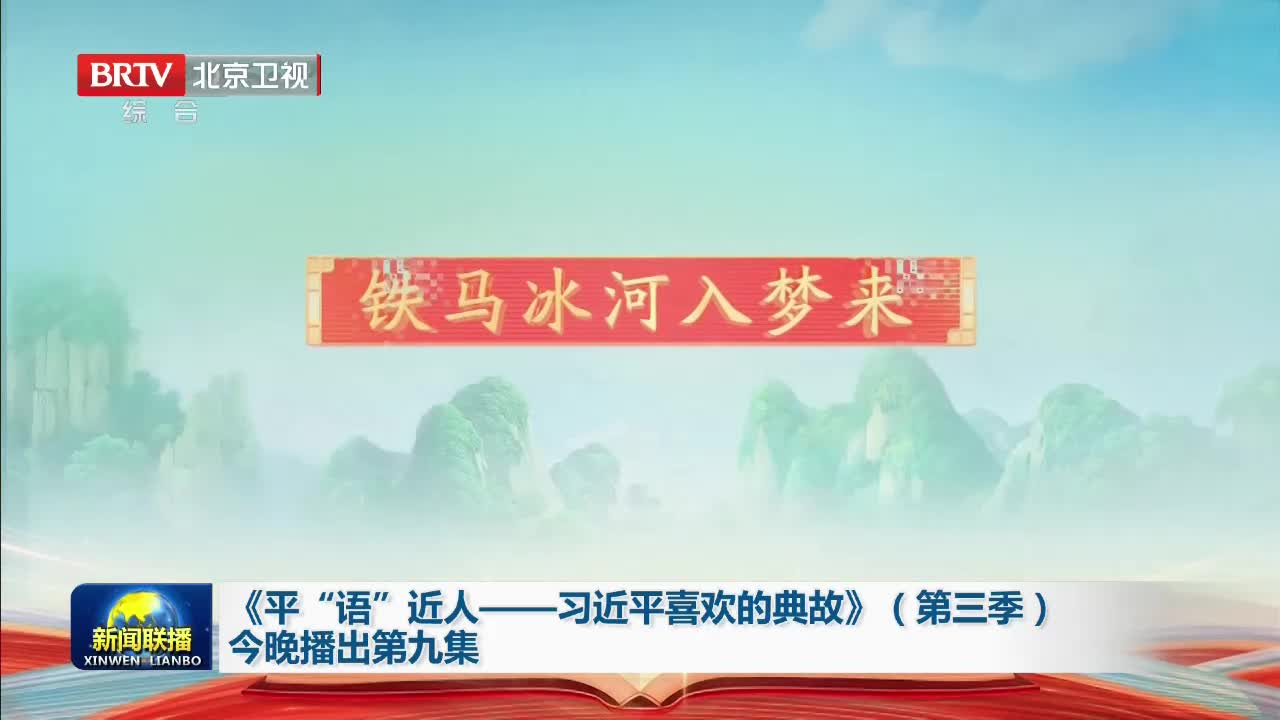 BRTV 北京卫视
综合
铁马冰河入梦来
《平“语”近人——习近平喜欢的典故》（第三季）
今晚播出第九集
新闻联播
XINWEN LIANBO